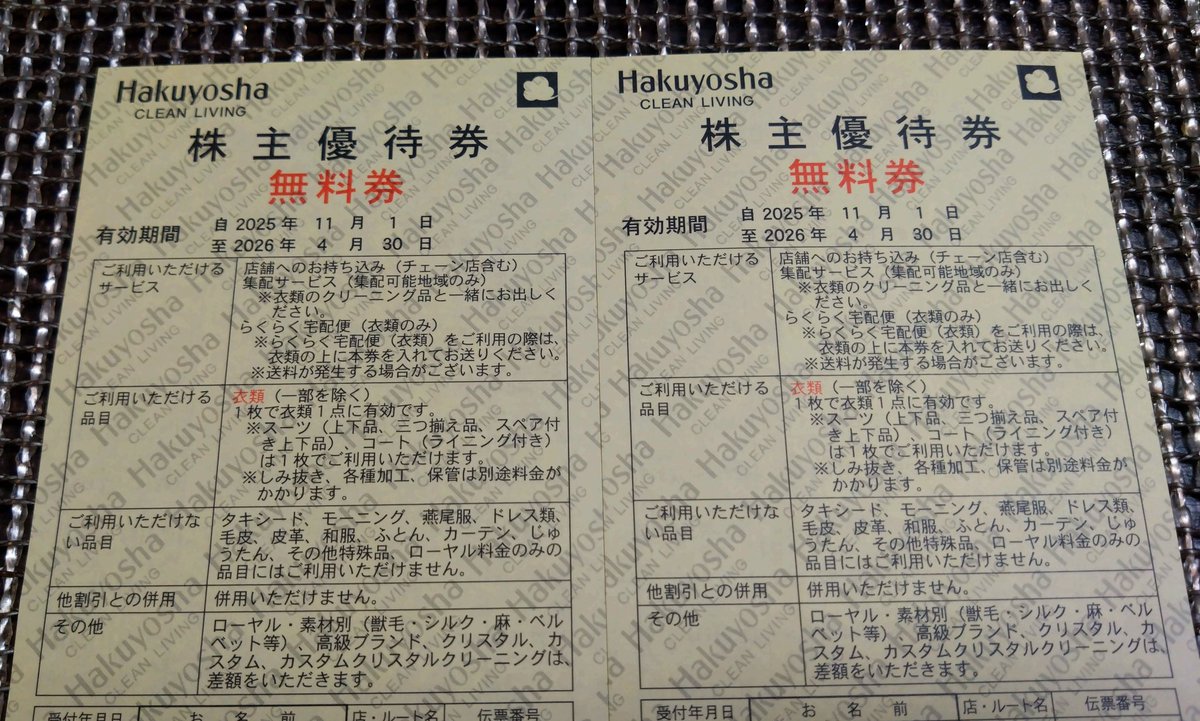 Hakuyosha
CLEAN LIVING
株主優待券
無料券
有効期間
自 2025 年 11 月 1 日
至 2026 年 4 月 30 日
ご利用いただける
サービス
店舗へのお持ち込み（チェーン店含む）
集配サービス（集配可能地域のみ）
※衣類のクリーニング品と一緒にお出しく
ださい。
らくらく宅配便（衣類のみ）
※らくらく宅配便（衣類）をご利用の際は、
衣類の上に本券を入れてお送りください。
※送料が発生する場合がございます。
ご利用いただける
品目
衣類（一部を除く）
1枚で衣類1点に有効です。
※スーツ（上下品、三つ揃え品、スペア付
き上下品）、コート（ライニング付き）
は1枚でご利用いただけます。
※しみ抜き、各種加工、保管は別途料金が
かかります。
ご利用いただけな
い品目
タキシード、モーニング、燕尾服、ドレス類、
毛皮、皮革、和服、ふとん、カーテン、じゅ
うたん、その他特殊品、ローヤル料金のみの
品目にはご利用いただけません。
他割引との併用
併用いただけません。
その他
ローヤル・素材別（獣毛・シルク・麻・ベル
ベット等）、高級ブランド、クリスタル、カ
スタム、カスタムクリスタルクリーニングは、
差額をいただきます。
受付年月日
お名前
店・ルート名
伝票番号
Hakuyosha
CLEAN LIVING
株主優待券
無料券
有効期間
自 2025 年 11 月 1 日
至 2026 年 4 月 30 日
ご利用いただける
サービス
店舗へのお持ち込み（チェーン店含む）
集配サービス（集配可能地域のみ）
※衣類のクリーニング品と一緒にお出しく
ださい。
らくらく宅配便（衣類のみ）
※らくらく宅配便（衣類）をご利用の際は、
衣類の上に本券を入れてお送りください。
※送料が発生する場合がございます。
ご利用いただける
品目
衣類（一部を除く）
1枚で衣類1点に有効です。
※スーツ（上下品、三つ揃え品、スペア付
き上下品）、コート（ライニング付き）
は1枚でご利用いただけます。
※しみ抜き、各種加工、保管は別途料金が
かかります。
ご利用いただけな
い品目
タキシード、モーニング、燕尾服、ドレス類、
毛皮、皮革、和服、ふとん、カーテン、じゅ
うたん、その他特殊品、ローヤル料金のみの
品目にはご利用いただけません。
他割引との併用
併用いただけません。
その他
ローヤル・素材別（獣毛・シルク・麻・ベル
ベット等）、高級ブランド、クリスタル、カ
スタム、カスタムクリスタルクリーニングは、
差額をいただきます。
受付年月日
お名前
店・ルート名
伝票番号